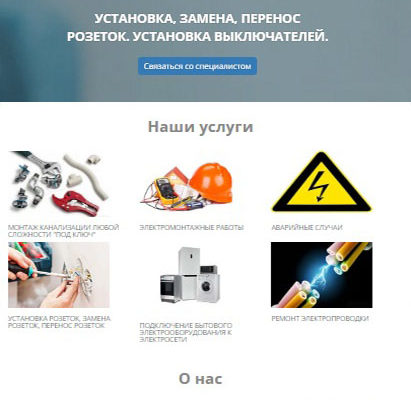 УСТАНОВКА, ЗАМЕНА, ПЕРЕНОС
РОЗЕТОК. УСТАНОВКА ВЫКЛЮЧАТЕЛЕЙ.
Связаться со специалистом
Наши услуги
МОНТАЖ КАНАЛИЗАЦИИ ЛЮБОЙ
СЛОЖНОСТИ "ПОД КЛЮЧ"
ЭЛЕКТРОМОНТАЖНЫЕ РАБОТЫ
АВАРИЙНЫЕ СЛУЧАИ
УСТАНОВКА РОЗЕТОК, ЗАМЕНА
РОЗЕТОК, ПЕРЕНОС РОЗЕТОК
ПОДКЛЮЧЕНИЕ БЫТОВОГО
ЭЛЕКТРООБОРУДОВАНИЯ К
ЭЛЕКТРОСЕТИ
РЕМОНТ ЭЛЕКТРОПРОВОДКИ
О нас